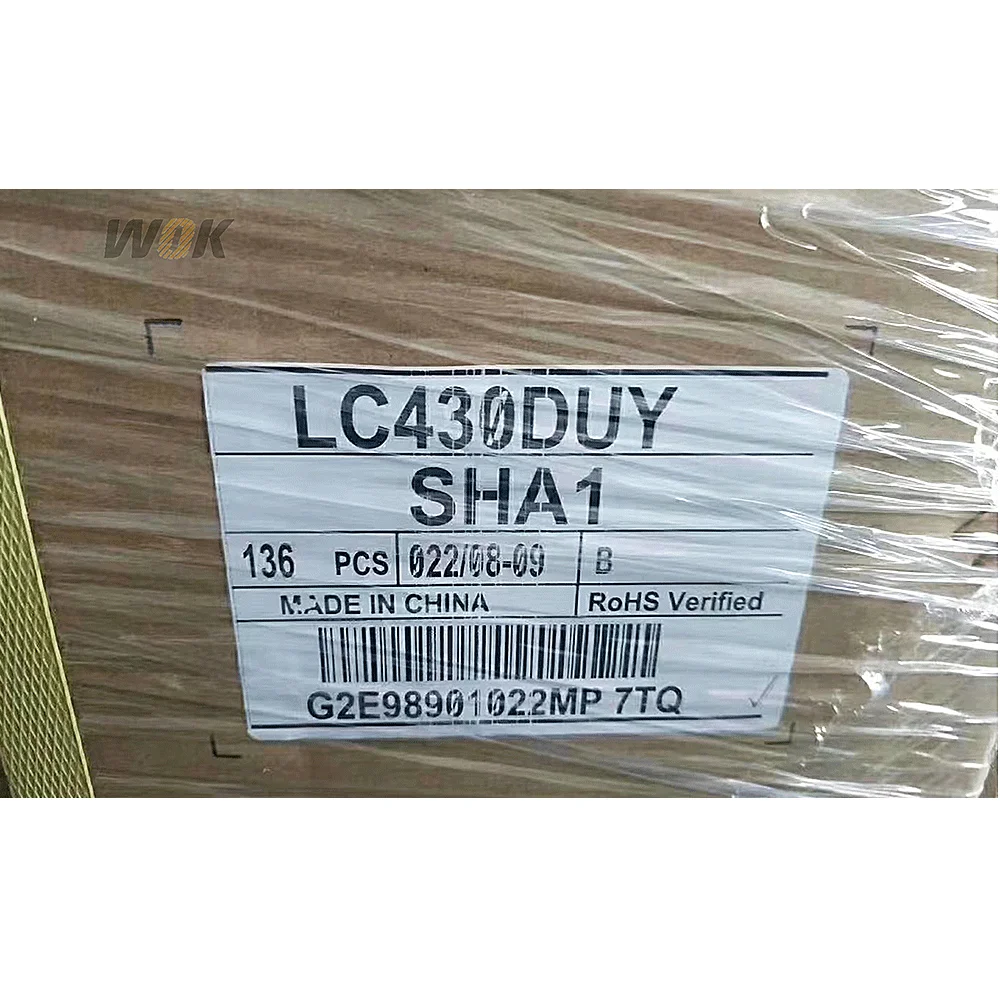 WOK
LC430DUY
SHA1
136 PCS 022/08-09 B
MADE IN CHINA RoHS Verified
G2E98901022MP 7TQ